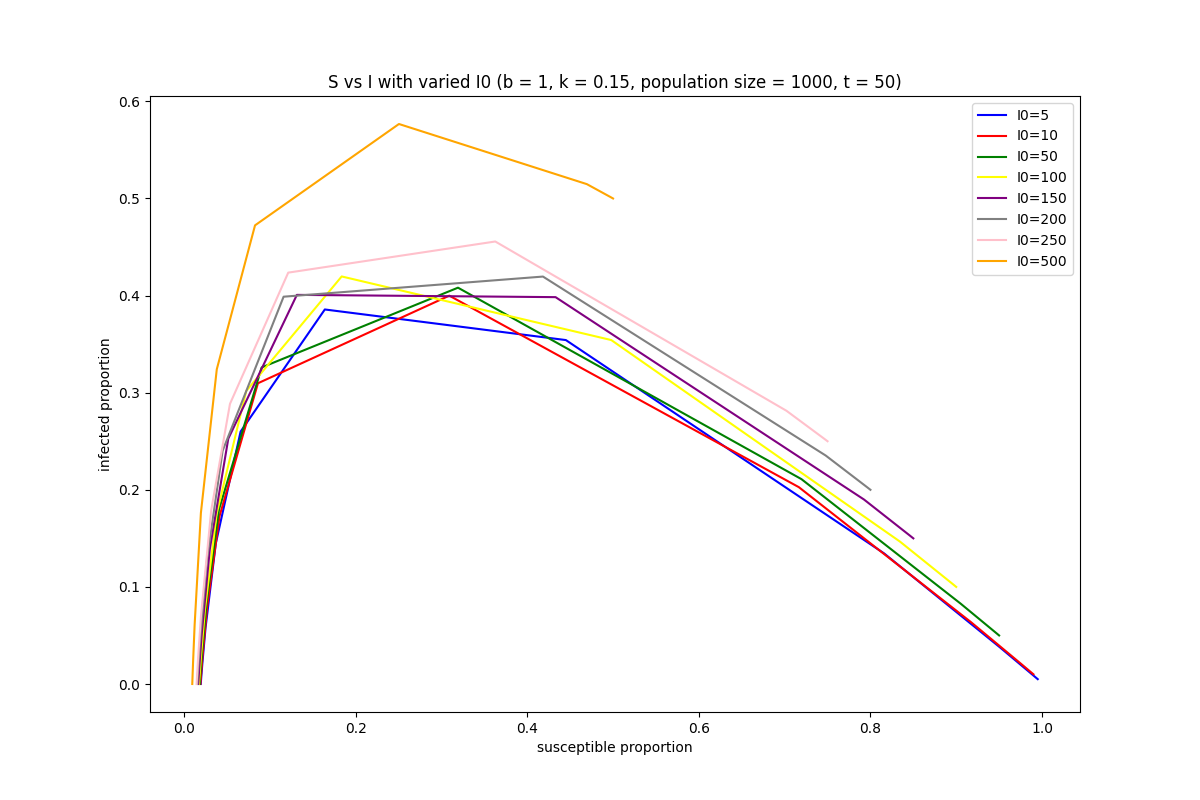 S vs I with varied I0 (b = 1, k = 0.15, population size = 1000, t = 50)
0.6
0.5
0.4
0.3
0.2
0.1
0.0
infected proportion
I0=5
I0=10
I0=50
I0=100
I0=150
I0=200
I0=250
I0=500
0.0 0.2 0.4 0.6 0.8 1.0
susceptible proportion